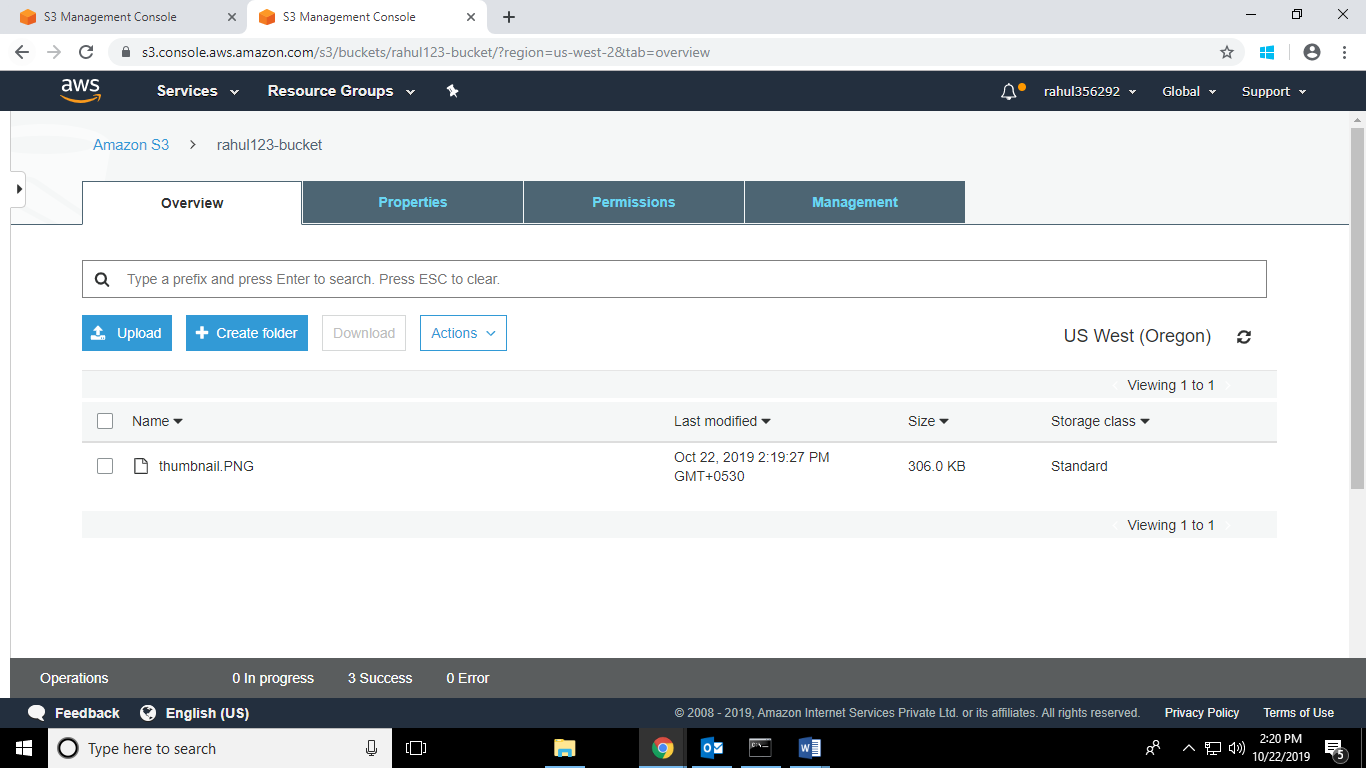 S3 Management Console
S3 Management Console
s3.console.aws.amazon.com/s3/buckets/rahul123-bucket/?region=us-west-2&tab=overview
aws Services Resource Groups rahul356292 Global Support
Amazon S3 > rahul123-bucket
Overview Properties Permissions Management
Type a prefix and press Enter to search. Press ESC to clear.
Upload Create folder Download Actions US West (Oregon)
Viewing 1 to 1
Name Last modified Size Storage class
thumbnail.PNG Oct 22, 2019 2:19:27 PM 306.0 KB Standard
GMT+0530
Viewing 1 to 1
Operations 0 In progress 3 Success 0 Error
Feedback English (US) © 2008 - 2019, Amazon Internet Services Private Ltd. or its affiliates. All rights reserved. Privacy Policy Terms of Use
Type here to search 2:20 PM
10/22/2019 5